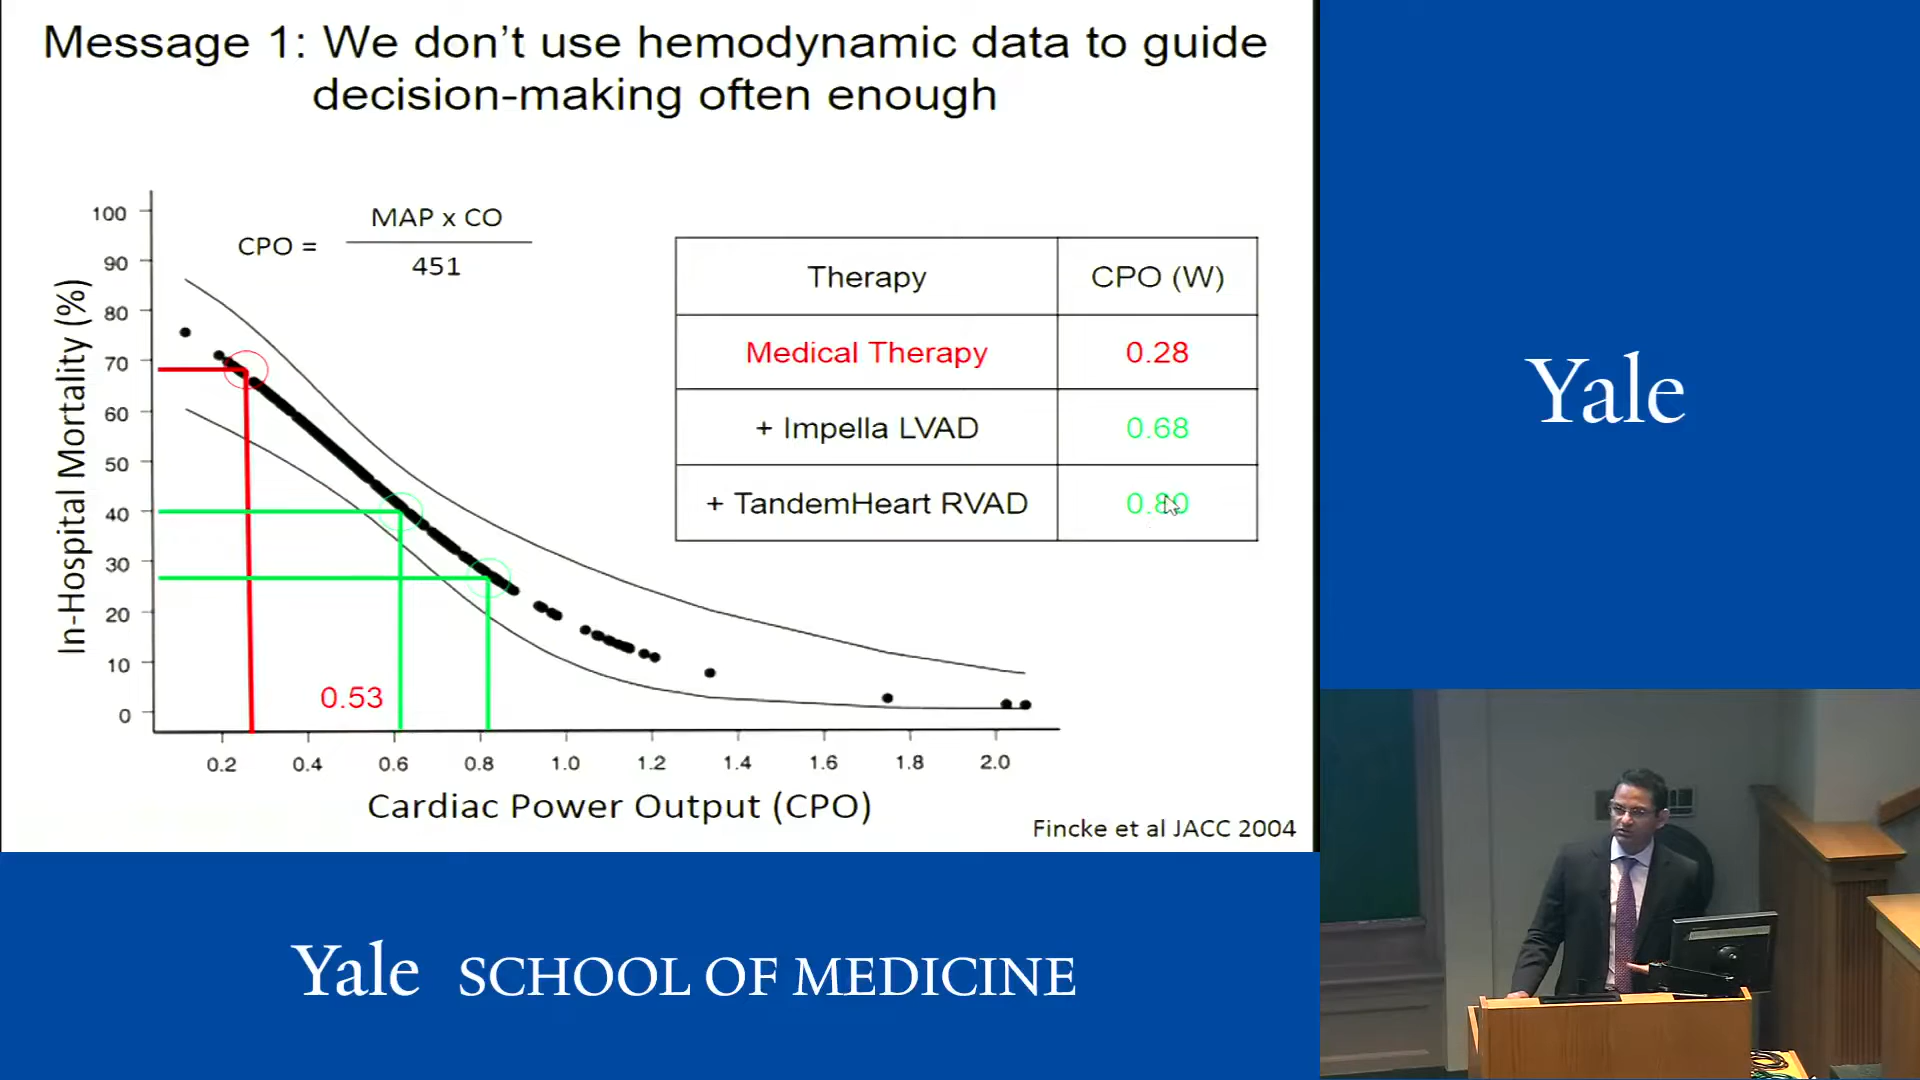 Message 1: We don't use hemodynamic data to guide
decision-making often enough
CPO =
MAP x CO
451
In-Hospital Mortality (%)
100
90
80
70
60
50
40
30
20
10
0
0.53
0.2 0.4 0.6 0.8 1.0 1.2 1.4 1.6 1.8 2.0
Cardiac Power Output (CPO)
Therapy CPO (W)
Medical Therapy 0.28
+ Impella LVAD 0.68
+ TandemHeart RVAD 0.80
Fincke et al JACC 2004
Yale
Yale SCHOOL OF MEDICINE